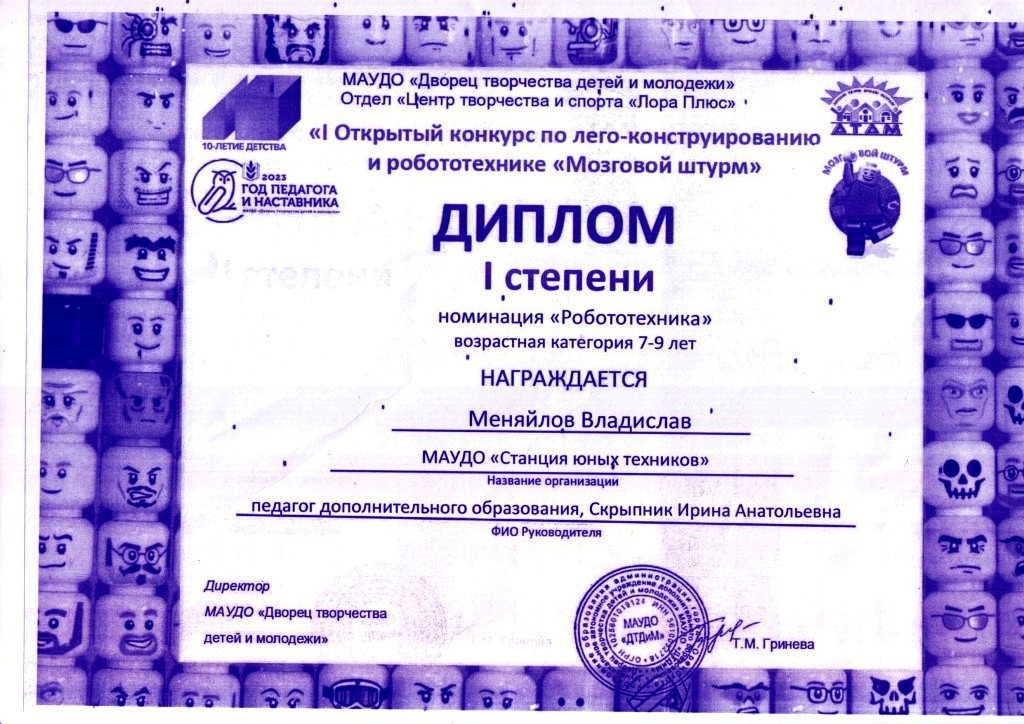 МАУДО «Дворец творчества детей и молодежи»
Отдел «Центр творчества и спорта «Лора Плюс»
«I Открытый конкурс по лего-конструированию
и робототехнике «Мозговой штурм»
10-ЛЕТИЕ ДЕТСТВА
2023
ГОД ПЕДАГОГА
И НАСТАВНИКА
АТАМ
МОЗГОВОЙ ШТУРМ
ДИПЛОМ
I степени
номинация «Робототехника»
возрастная категория 7-9 лет
НАГРАЖДАЕТСЯ
Меняйлов Владислав
МАУДО «Станция юных техников»
Название организации
педагог дополнительного образования, Скрыпник Ирина Анатольевна
ФИО Руководителя
Директор
МАУДО «Дворец творчества
детей и молодежи»
МАУДО
«ДТДиМ»
Т.М. Гринева